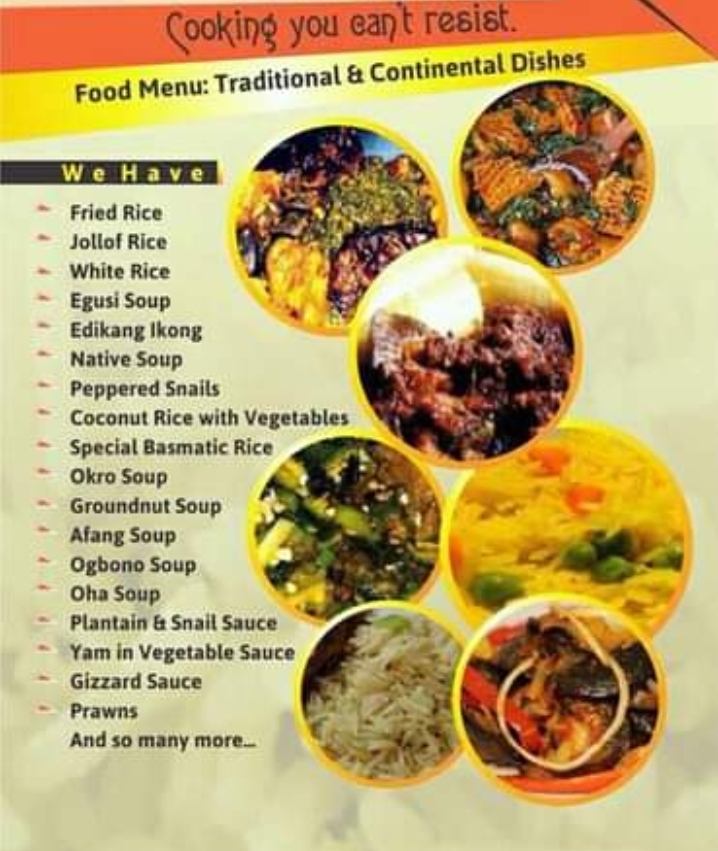 Cooking you can't resist.
Food Menu: Traditional & Continental Dishes
We Have
Fried Rice
Jollof Rice
White Rice
Egusi Soup
Edikang Ikong
Native Soup
Peppered Snails
Coconut Rice with Vegetables
Special Basmatic Rice
Okro Soup
Groundnut Soup
Afang Soup
Ogbono Soup
Oha Soup
Plantain & Snail Sauce
Yam in Vegetable Sauce
Gizzard Sauce
Prawns
And so many more...